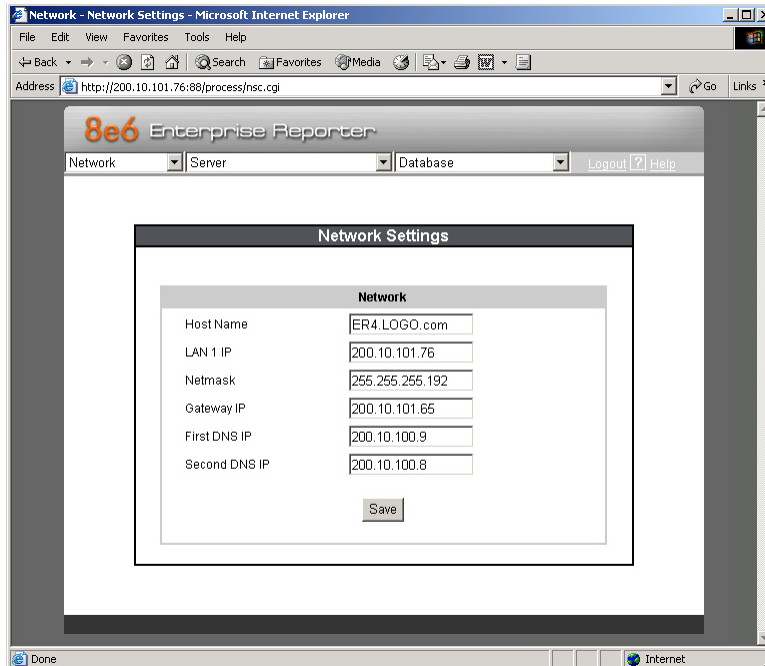 Network - Network Settings - Microsoft Internet Explorer
File Edit View Favorites Tools Help
Back Search Favorites Media
Address http://200.10.101.76:88/process/nsc.cgi Go Links
8e6 Enterprise Reporter
Network Server Database Logout ? Help
Network Settings
Network
Host Name ER4.LOGO.com
LAN 1 IP 200.10.101.76
Netmask 255.255.255.192
Gateway IP 200.10.101.65
First DNS IP 200.10.100.9
Second DNS IP 200.10.100.8
Save
Done Internet